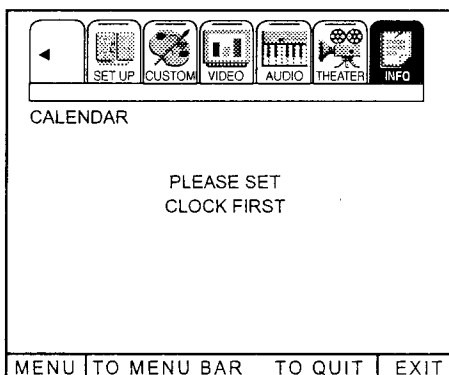 SET UP CUSTOM VIDEO AUDIO THEATER INFO
CALENDAR
PLEASE SET
CLOCK FIRST
MENU TO MENU BAR TO QUIT EXIT